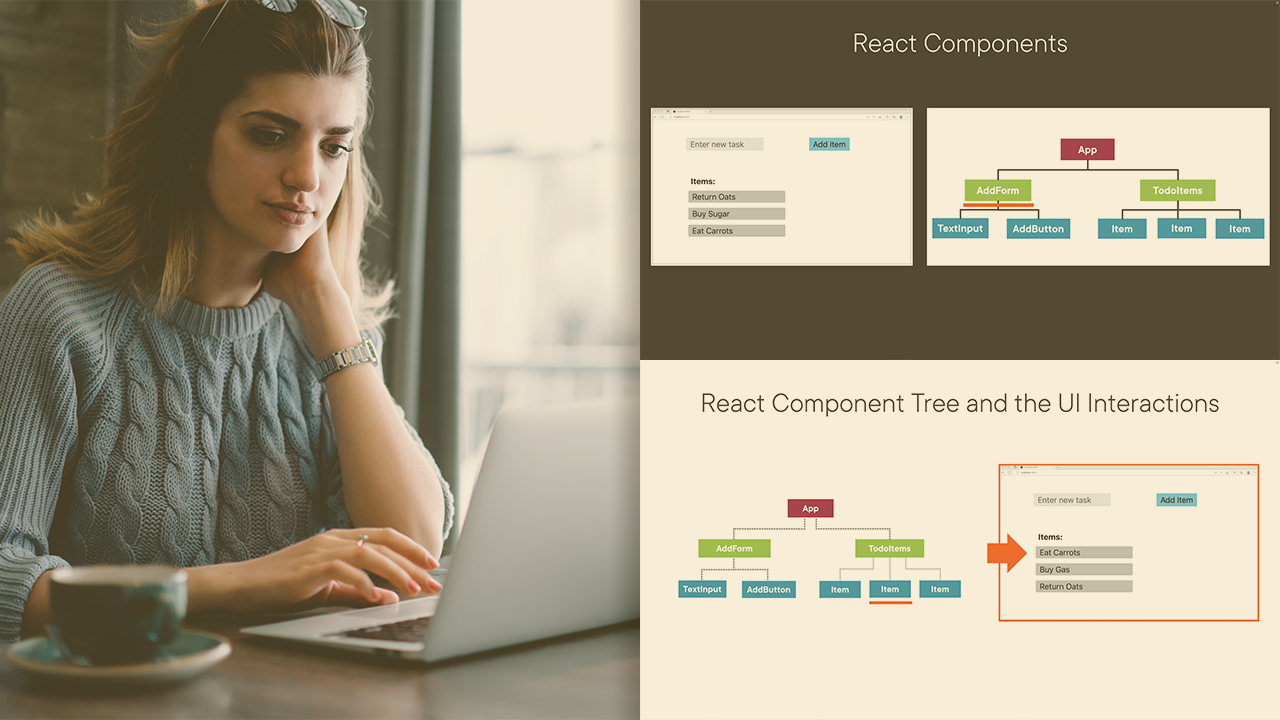 React Components
Enter new task
Add Item
Items:
Return Oats
Buy Sugar
Eat Carrots
App
AddForm
TodoItems
TextInput
AddButton
Item
Item
Item
React Component Tree and the UI Interactions
App
AddForm
TodoItems
TextInput
AddButton
Item
Item
Item
Enter new task
Add Item
Items:
Eat Carrots
Buy Gas
Return Oats